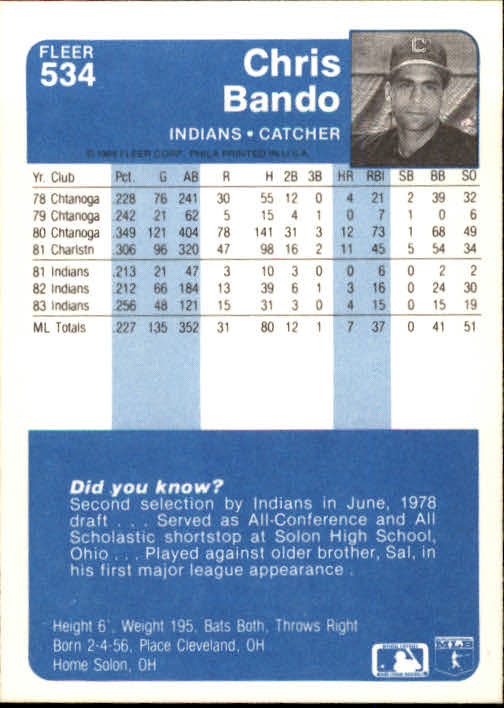 FLEER
534
Chris
Bando
INDIANS • CATCHER
© 1984 FLEER CORP. PHILA PRINTED IN U.S.A.
Yr. Club Pct. G AB R H 2B 3B HR RBI SB BB SO
78 Chtanoga .228 76 241 30 55 12 0 4 21 2 39 32
79 Chtanoga .242 21 62 5 15 4 1 0 7 1 0 6
80 Chtanoga .349 121 404 78 141 31 3 12 73 1 68 49
81 Charlstn .306 96 320 47 98 16 2 11 45 5 54 34
81 Indians .213 21 47 3 10 3 0 0 6 0 2 2
82 Indians .212 66 184 13 39 6 1 3 16 0 24 30
83 Indians .256 48 121 15 31 3 0 4 15 0 15 19
ML Totals .227 135 352 31 80 12 1 7 37 0 41 51
Did you know?
Second selection by Indians in June, 1978
draft . . . Served as All-Conference and All
Scholastic shortstop at Solon High School,
Ohio . . . Played against older brother, Sal, in
his first major league appearance .
Height 6', Weight 195, Bats Both, Throws Right
Born 2-4-56, Place Cleveland, OH
Home Solon, OH